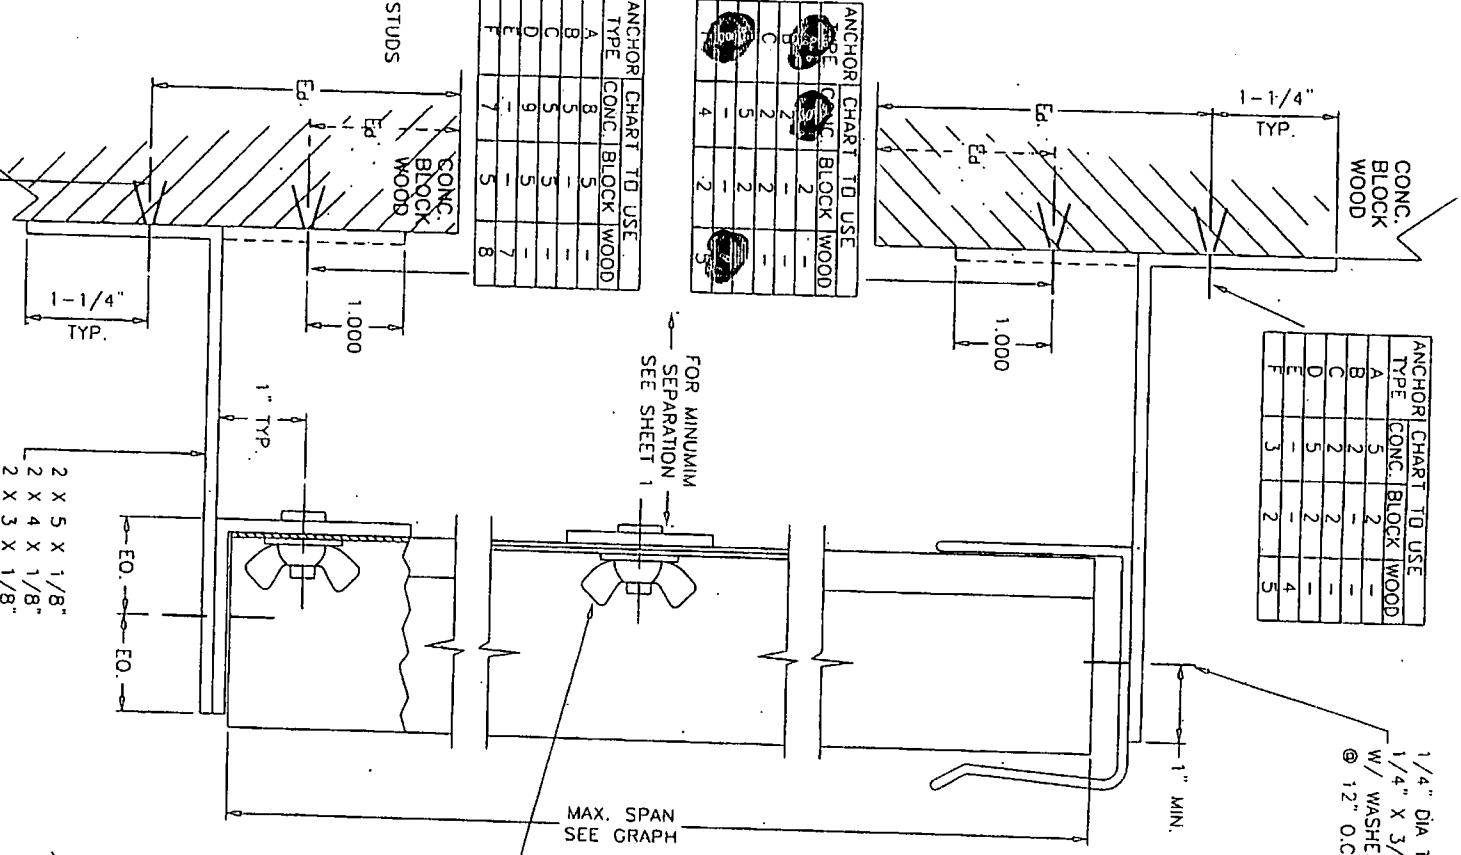 STUDS
ANCHOR TYPE | CHART TO USE
CONC. | BLOCK | WOOD
A | 8 | 5 | -
B | 5 | - | -
C | 5 | 5 | -
D | 9 | 5 | -
E | - | - | 7
F | 7 | 5 | 8
Ed.
Ed.
CONC.
BLOCK
WOOD
1-1/4"
TYP.
1.000
1" TYP.
2 X 5 X 1/8"
2 X 4 X 1/8"
2 X 3 X 1/8"
EQ.
EQ.
ANCHOR | CHART TO USE
BLOCK | WOOD
2 | 2 | -
C | 2 | 2 | -
5 | 2 | -
- | -
4 | 2 | 5
Ed.
Ed
1-1/4"
TYP.
CONC.
BLOCK
WOOD
1.000
FOR MINUMIM
SEPARATION
SEE SHEET 1
ANCHOR TYPE | CHART TO USE
CONC. | BLOCK | WOOD
A | 5 | 2 | -
B | 2 | - | -
C | 2 | 2 | -
D | 5 | 2 | -
E | - | - | 4
F | 3 | 2 | 5
1/4" DIA
1/4" X 3/
W/ WASHE
@ 12" O.C
1" MIN.
MAX. SPAN
SEE GRAPH